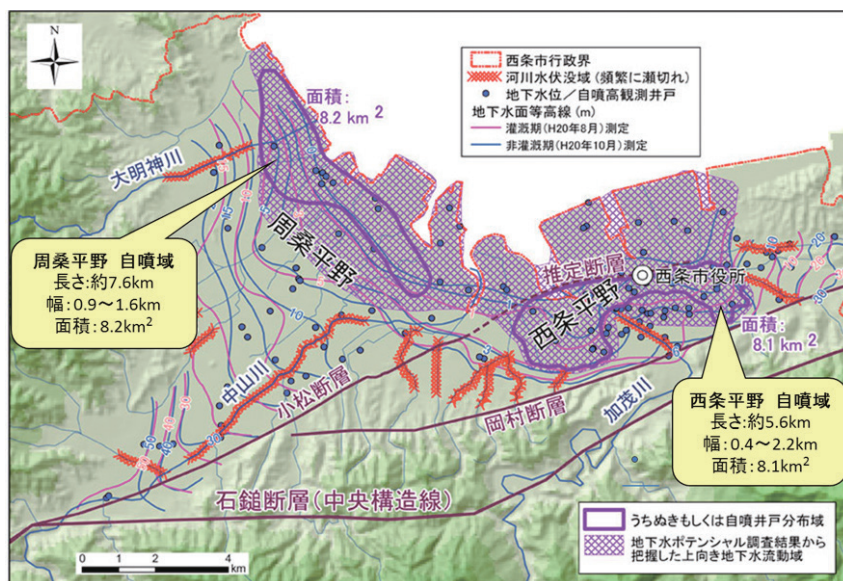 N
西条市行政界
河川水伏没域(頻繁に瀬切れ)
地下水位/自噴高観測井戸
地下水面等高線(m)
灌漑期(H20年8月)測定
非灌漑期(H20年10月)測定
面積:
8.2 km²
大明神川
周桑平野 自噴域
長さ:約7.6km
幅:0.9~1.6km
面積:8.2km²
周桑平野
推定断層
西条市役所
西条平野
面積:
8.1 km²
中山川
小松断層
岡村断層
加茂川
西条平野 自噴域
長さ:約5.6km
幅:0.4~2.2km
面積:8.1km²
石鎚断層(中央構造線)
うちぬきもしくは自噴井戸分布域
地下水ポテンシャル調査結果から
把握した上向き地下水流動域
0 1 2 4
km
15
10
5
10
20
30
50
40
30